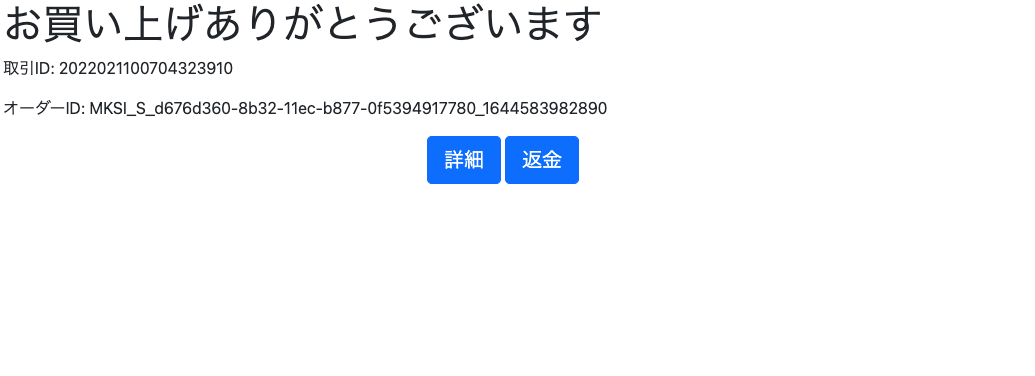 お買い上げありがとうございます
取引ID: 2022021100704323910
オーダーID: MKSI_S_d676d360-8b32-11ec-b877-0f5394917780_1644583982890
詳細 返金